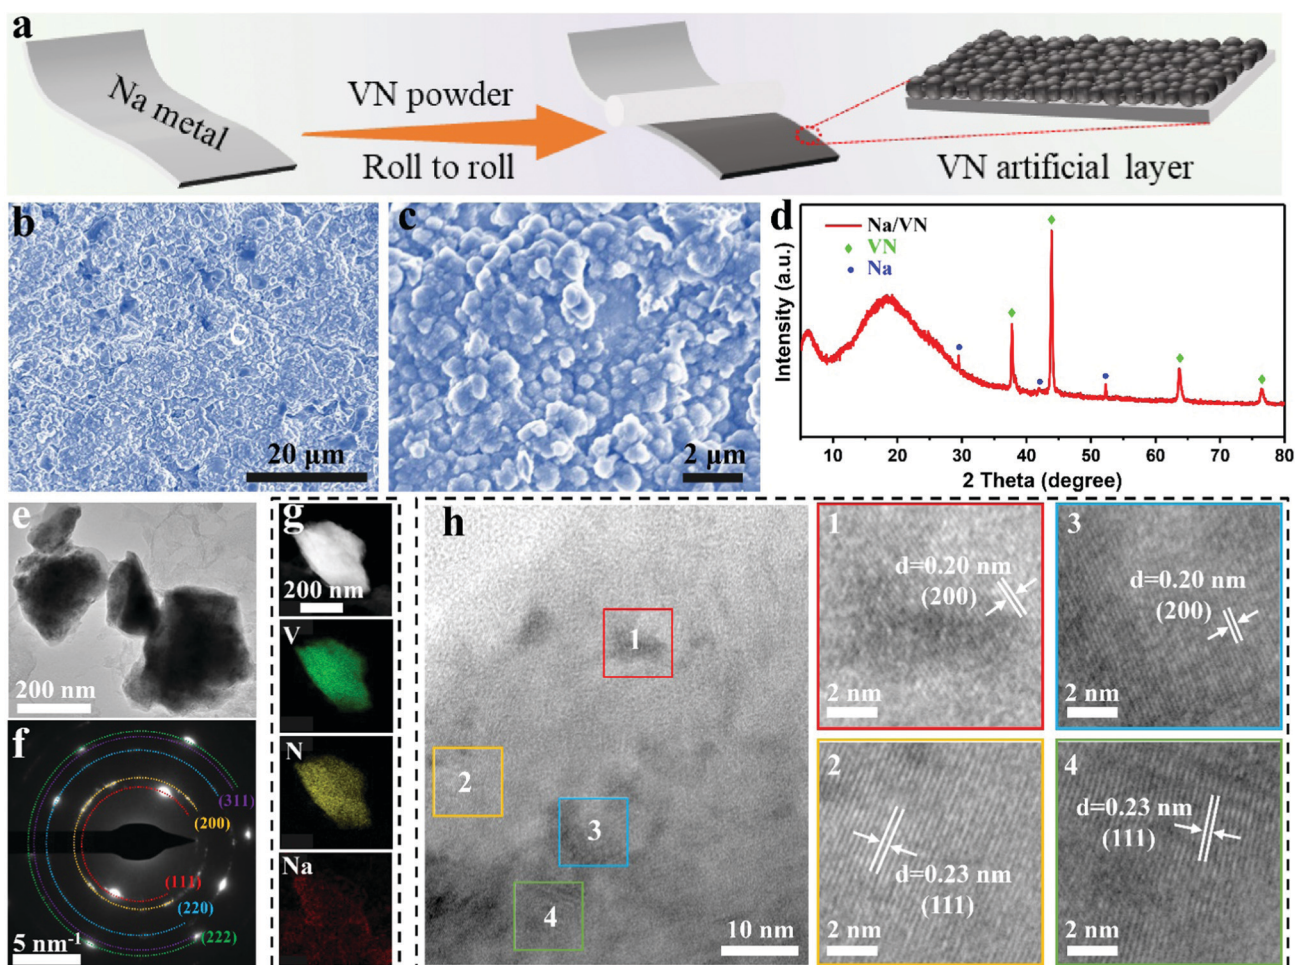 a
Na metal
VN powder
Roll to roll
VN artificial layer
b
20 μm
c
2 μm
d
Na/VN
VN
Na
Intensity (a.u.)
10 20 30 40 50 60 70 80
2 Theta (degree)
e
200 nm
f
(311)
(200)
(111)
(220)
(222)
5 nm-1
g
200 nm
V
N
Na
h
1
2
3
4
10 nm
1
d=0.20 nm
(200)
2 nm
3
d=0.20 nm
(200)
2 nm
2
d=0.23 nm
(111)
2 nm
4
d=0.23 nm
(111)
2 nm